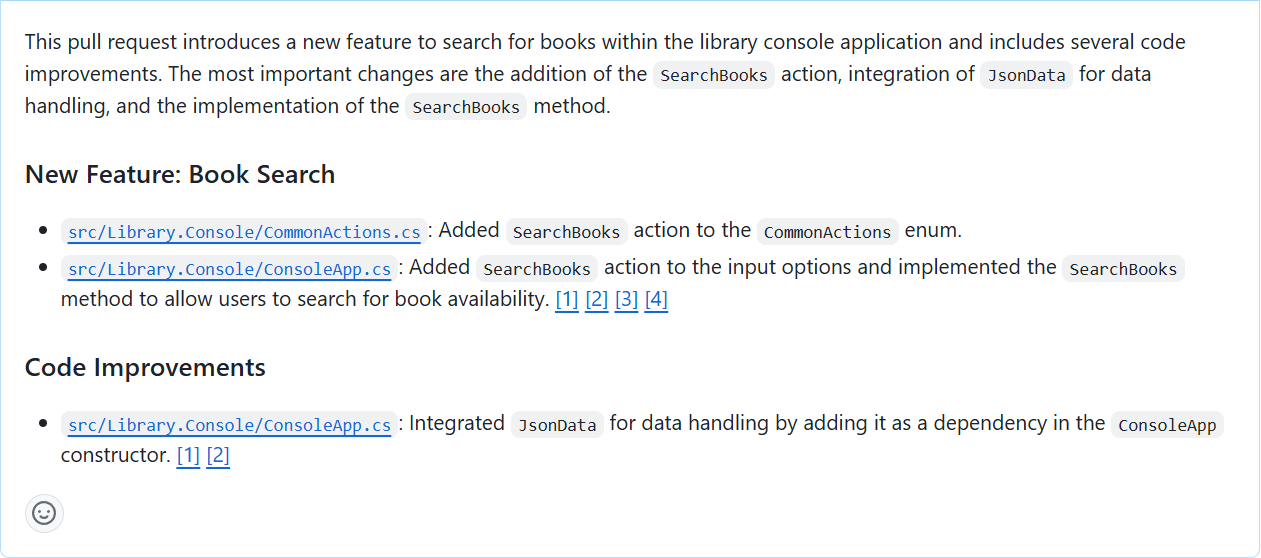 This pull request introduces a new feature to search for books within the library console application and includes several code
improvements. The most important changes are the addition of the SearchBooks action, integration of JsonData for data
handling, and the implementation of the SearchBooks method.
New Feature: Book Search
src/Library.Console/CommonActions.cs: Added SearchBooks action to the CommonActions enum.
src/Library.Console/ConsoleApp.cs: Added SearchBooks action to the input options and implemented the SearchBooks
method to allow users to search for book availability. [1] [2] [3] [4]
Code Improvements
src/Library.Console/ConsoleApp.cs: Integrated JsonData for data handling by adding it as a dependency in the ConsoleApp
constructor. [1] [2]